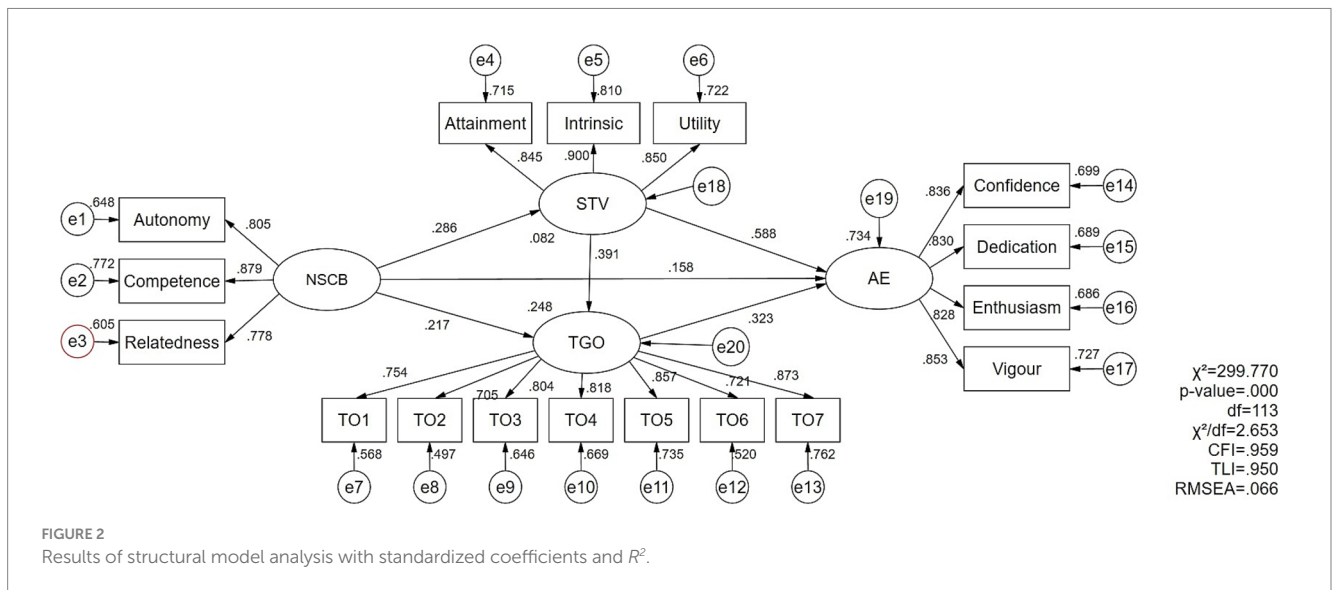 e4
e5
e6
.715
.810
.722
Attainment
Intrinsic
Utility
.845
.900
.850
e18
STV
e19
.648
e1
Autonomy
.805
.286
.082
.391
.588
.734
.836
Confidence
.699
e14
.830
Dedication
.689
e15
.772
e2
Competence
.879
NSCB
.158
AE
.828
Enthusiasm
.686
e16
.605
e3
Relatedness
.778
.217
.248
TGO
e20
.323
.853
Vigour
.727
e17
.754
.705
.804
.818
.857
.721
.873
TO1
TO2
TO3
TO4
TO5
TO6
TO7
.568
.497
.646
.669
.735
.520
.762
e7
e8
e9
e10
e11
e12
e13
χ²=299.770
p-value=.000
df=113
χ²/df=2.653
CFI=.959
TLI=.950
RMSEA=.066
FIGURE 2
Results of structural model analysis with standardized coefficients and R².